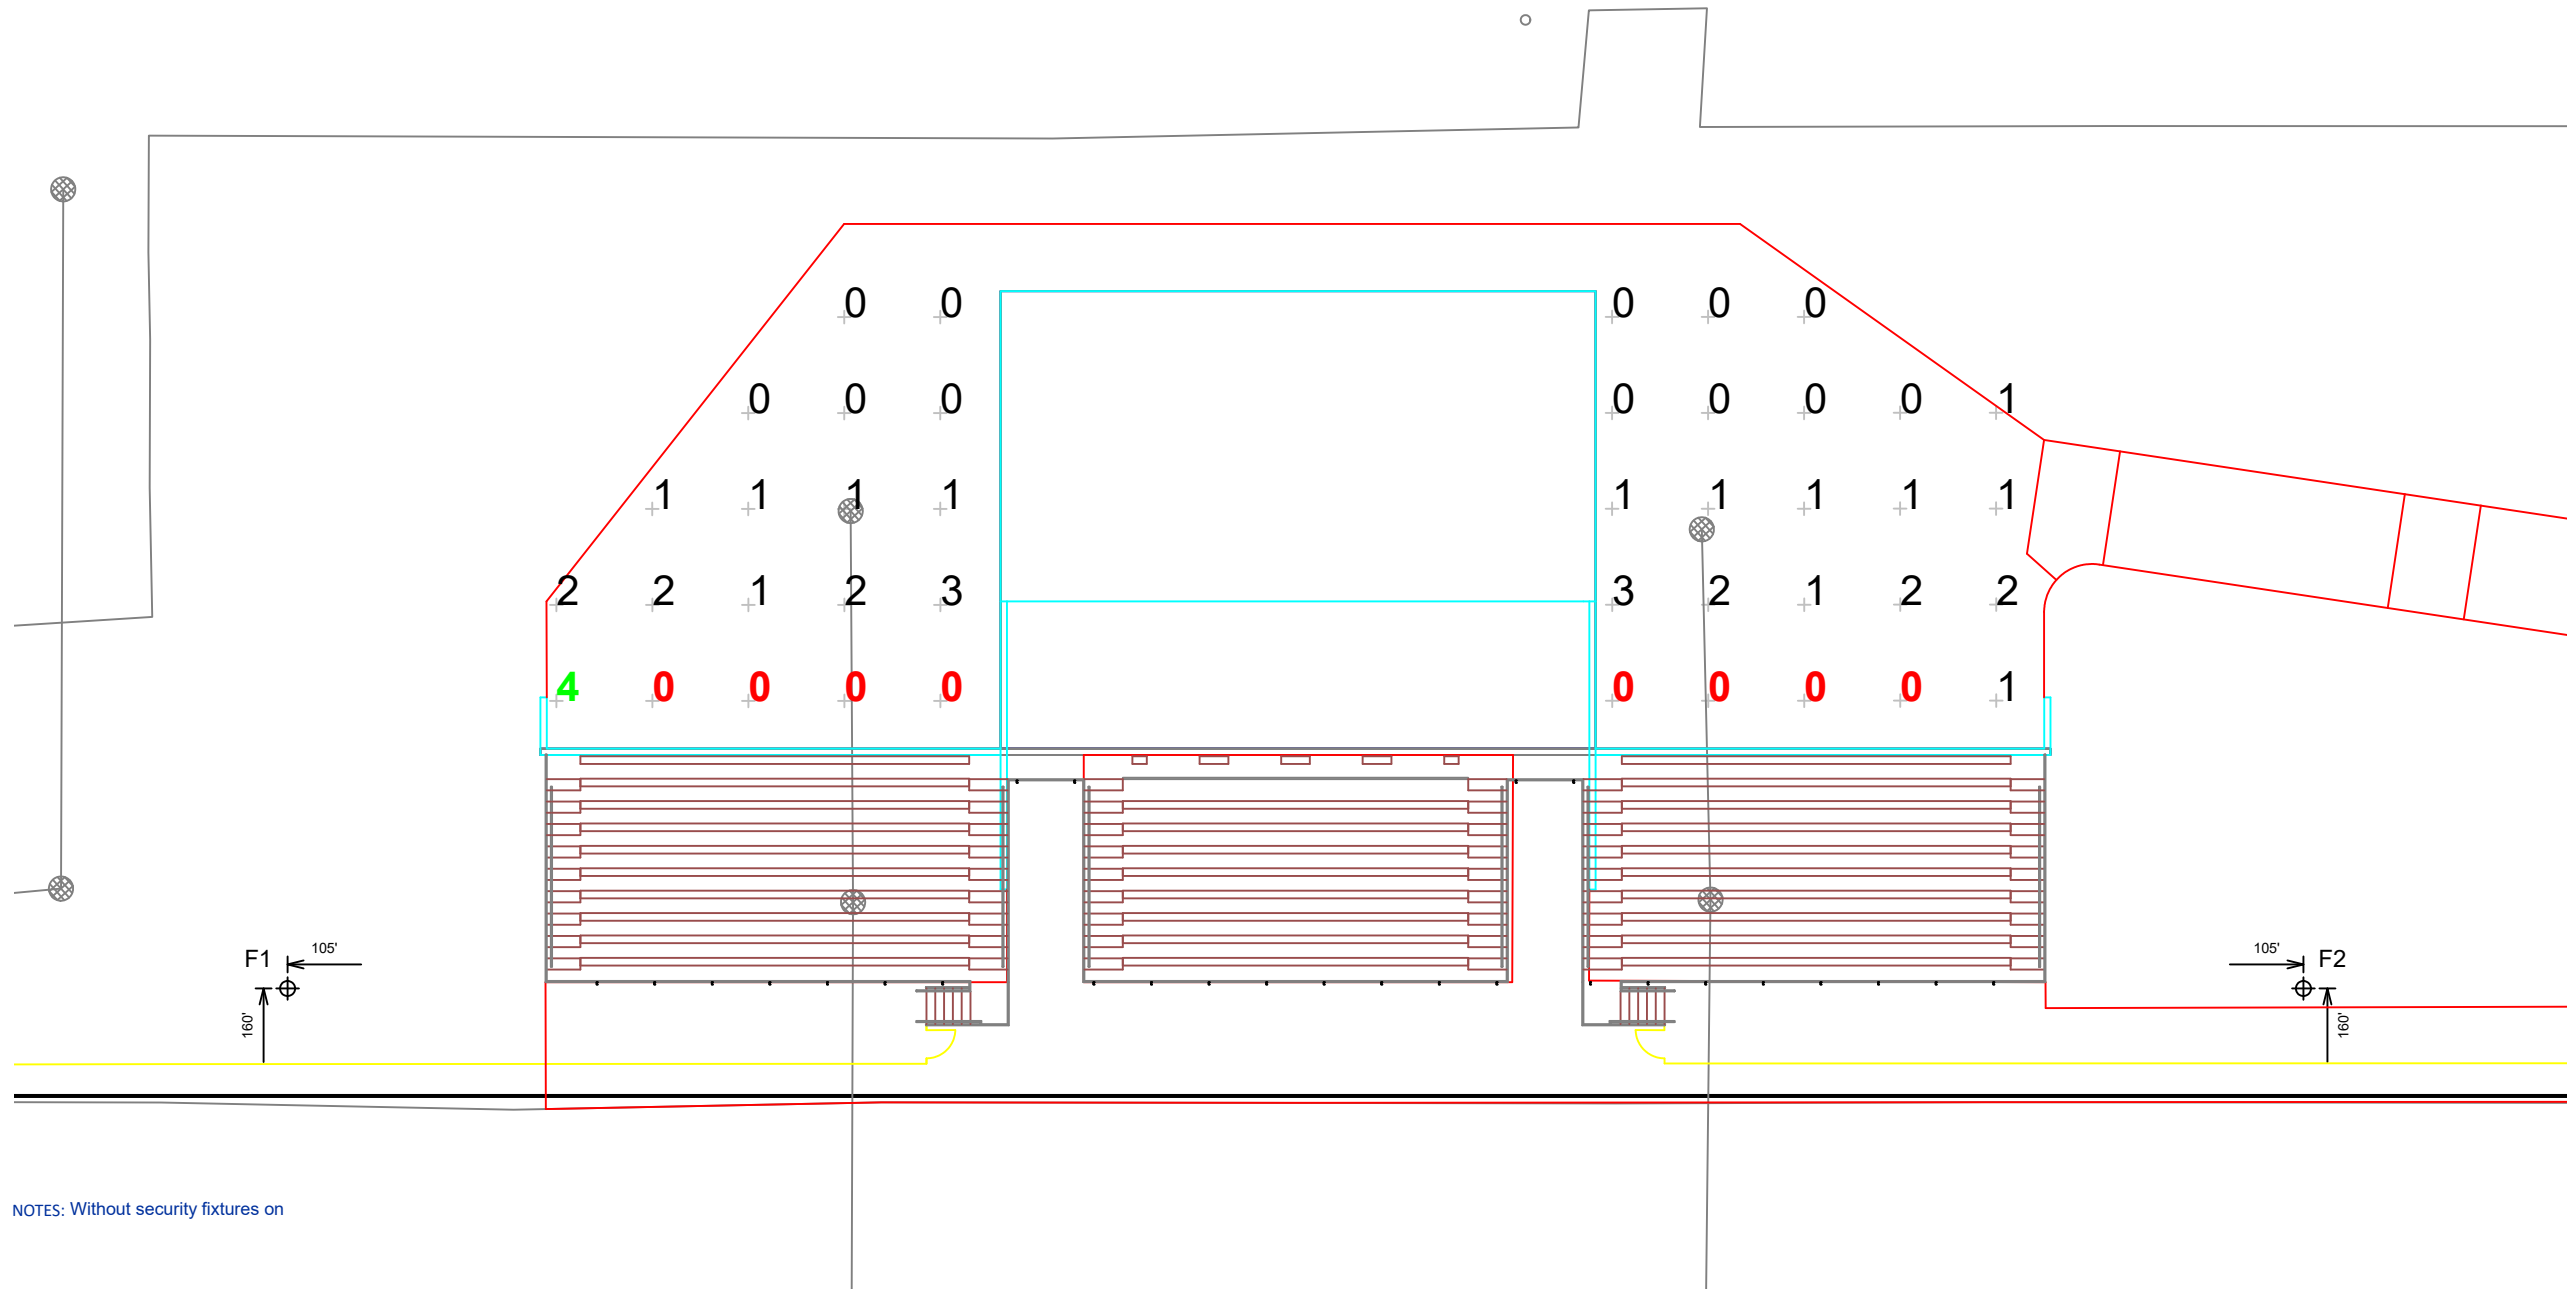 0 0 0 0 0
0 0 0 0 0 0 0 1
1 1 1 1 1 1 1 1 1
2 2 1 2 3 3 2 1 2 2
4 0 0 0 0 0 0 0 0 1
F1 105' 105' F2
160' 160'
NOTES: Without security fixtures on